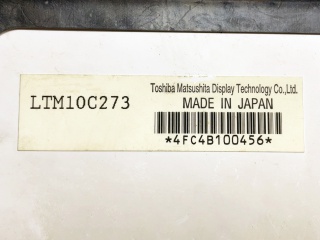 Toshiba Matsushita Display Technology Co.,Ltd.
LTM10C273
MADE IN JAPAN
*4FC4B100456*